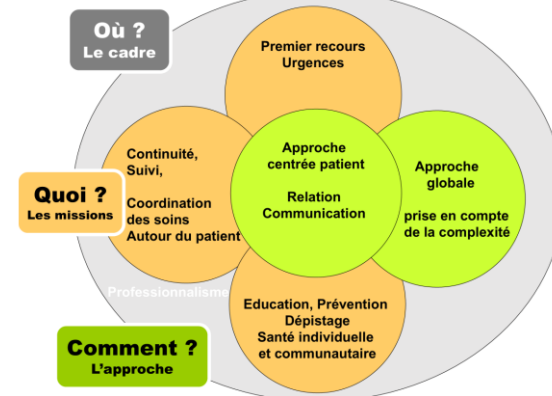 Où ?
Le cadre
Premier recours
Urgences
Continuité,
Suivi,
Coordination
des soins
Autour du patient
Approche
centrée patient
Relation
Communication
Approche
globale
prise en compte
de la complexité
Quoi ?
Les missions
Professionnalisme
Education, Prévention
Dépistage
Santé individuelle
et communautaire
Comment ?
L'approche